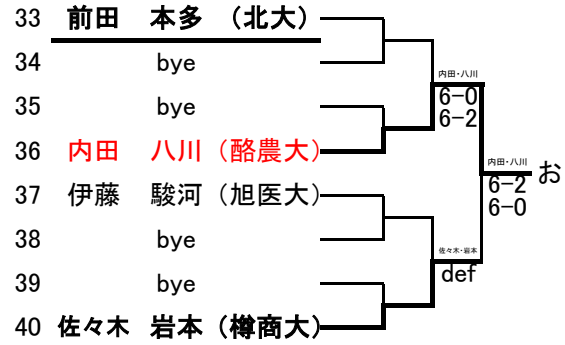 33 前田 本多 （北大）
34 bye
35 bye
36 内田 八川（酪農大）
37 伊藤 駿河（旭医大）
38 bye
39 bye
40 佐々木 岩本（樽商大）
内田・八川
6-0
6-2
佐々木・岩本
def
内田・八川
6-2
6-0
お